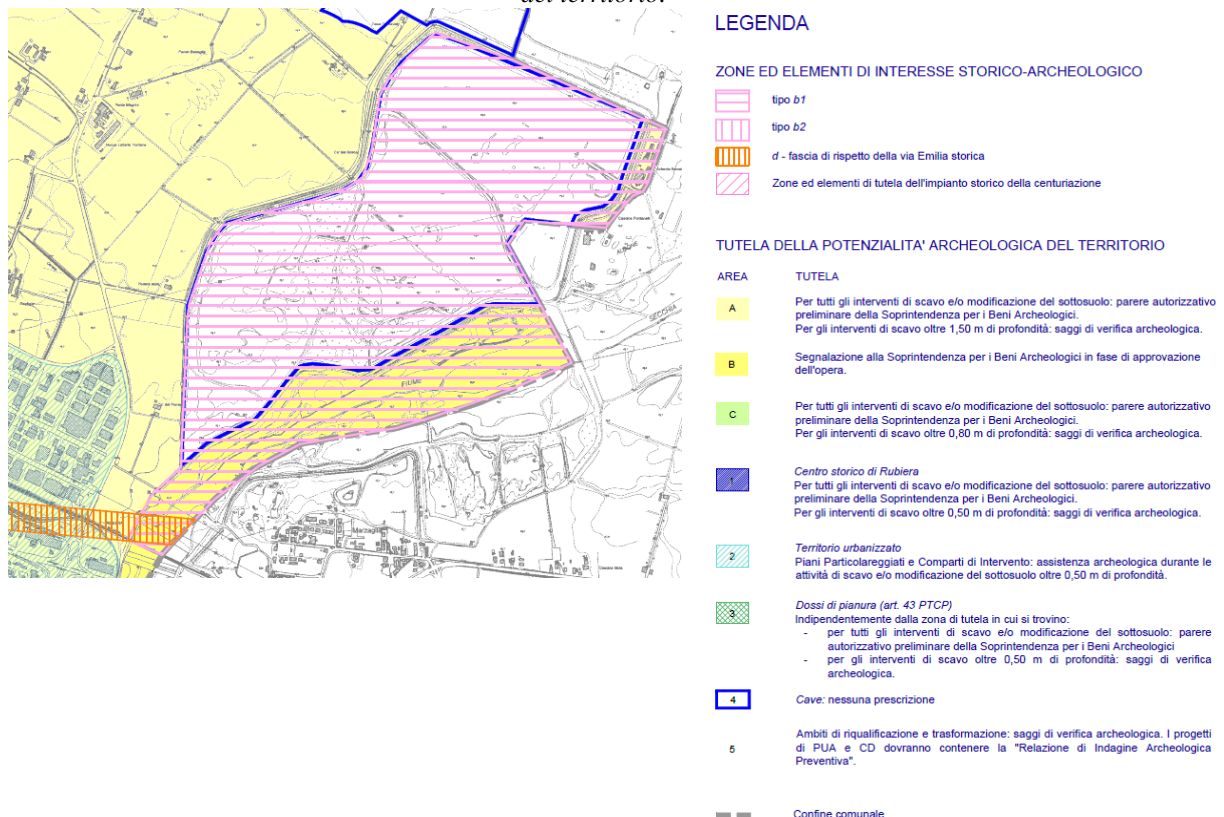 del territorio.
LEGENDA
ZONE ED ELEMENTI DI INTERESSE STORICO-ARCHEOLOGICO
tipo b1
tipo b2
d - fascia di rispetto della via Emilia storica
Zone ed elementi di tutela dell'impianto storico della centuriazione
TUTELA DELLA POTENZIALITA' ARCHEOLOGICA DEL TERRITORIO
AREA TUTELA
A
Per tutti gli interventi di scavo e/o modificazione del sottosuolo: parere autorizzativo
preliminare della Soprintendenza per i Beni Archeologici.
Per gli interventi di scavo oltre 1,50 m di profondità: saggi di verifica archeologica.
B
Segnalazione alla Soprintendenza per i Beni Archeologici in fase di approvazione
dell'opera.
C
Per tutti gli interventi di scavo e/o modificazione del sottosuolo: parere autorizzativo
preliminare della Soprintendenza per i Beni Archeologici.
Per gli interventi di scavo oltre 0,80 m di profondità: saggi di verifica archeologica.
1
Centro storico di Rubiera
Per tutti gli interventi di scavo e/o modificazione del sottosuolo: parere autorizzativo
preliminare della Soprintendenza per i Beni Archeologici.
Per gli interventi di scavo oltre 0,50 m di profondità: saggi di verifica archeologica.
2
Territorio urbanizzato
Piani Particolareggiati e Comparti di Intervento: assistenza archeologica durante le
attività di scavo e/o modificazione del sottosuolo oltre 0,50 m di profondità.
3
Dossi di pianura (art. 43 PTCP)
Indipendentemente dalla zona di tutela in cui si trovino:
- per tutti gli interventi di scavo e/o modificazione del sottosuolo: parere
autorizzativo preliminare della Soprintendenza per i Beni Archeologici
- per gli interventi di scavo oltre 0,50 m di profondità: saggi di verifica
archeologica.
4
Cave: nessuna prescrizione
5
Ambiti di riqualificazione e trasformazione: saggi di verifica archeologica. I progetti
di PUA e CD dovranno contenere la "Relazione di Indagine Archeologica
Preventiva".
Confine comunale
FIUME
SECCHIA
Marzaglia